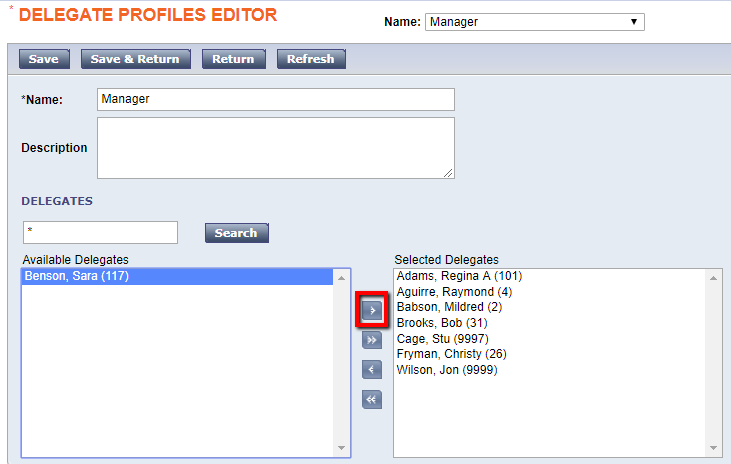 * DELEGATE PROFILES EDITOR
Name: Manager
Save Save & Return Return Refresh
*Name: Manager
Description
DELEGATES
* Search
Available Delegates Selected Delegates
Benson, Sara (117)
Adams, Regina A (101)
Aguirre, Raymond (4)
Babson, Mildred (2)
Brooks, Bob (31)
Cage, Stu (9997)
Fryman, Christy (26)
Wilson, Jon (9999)